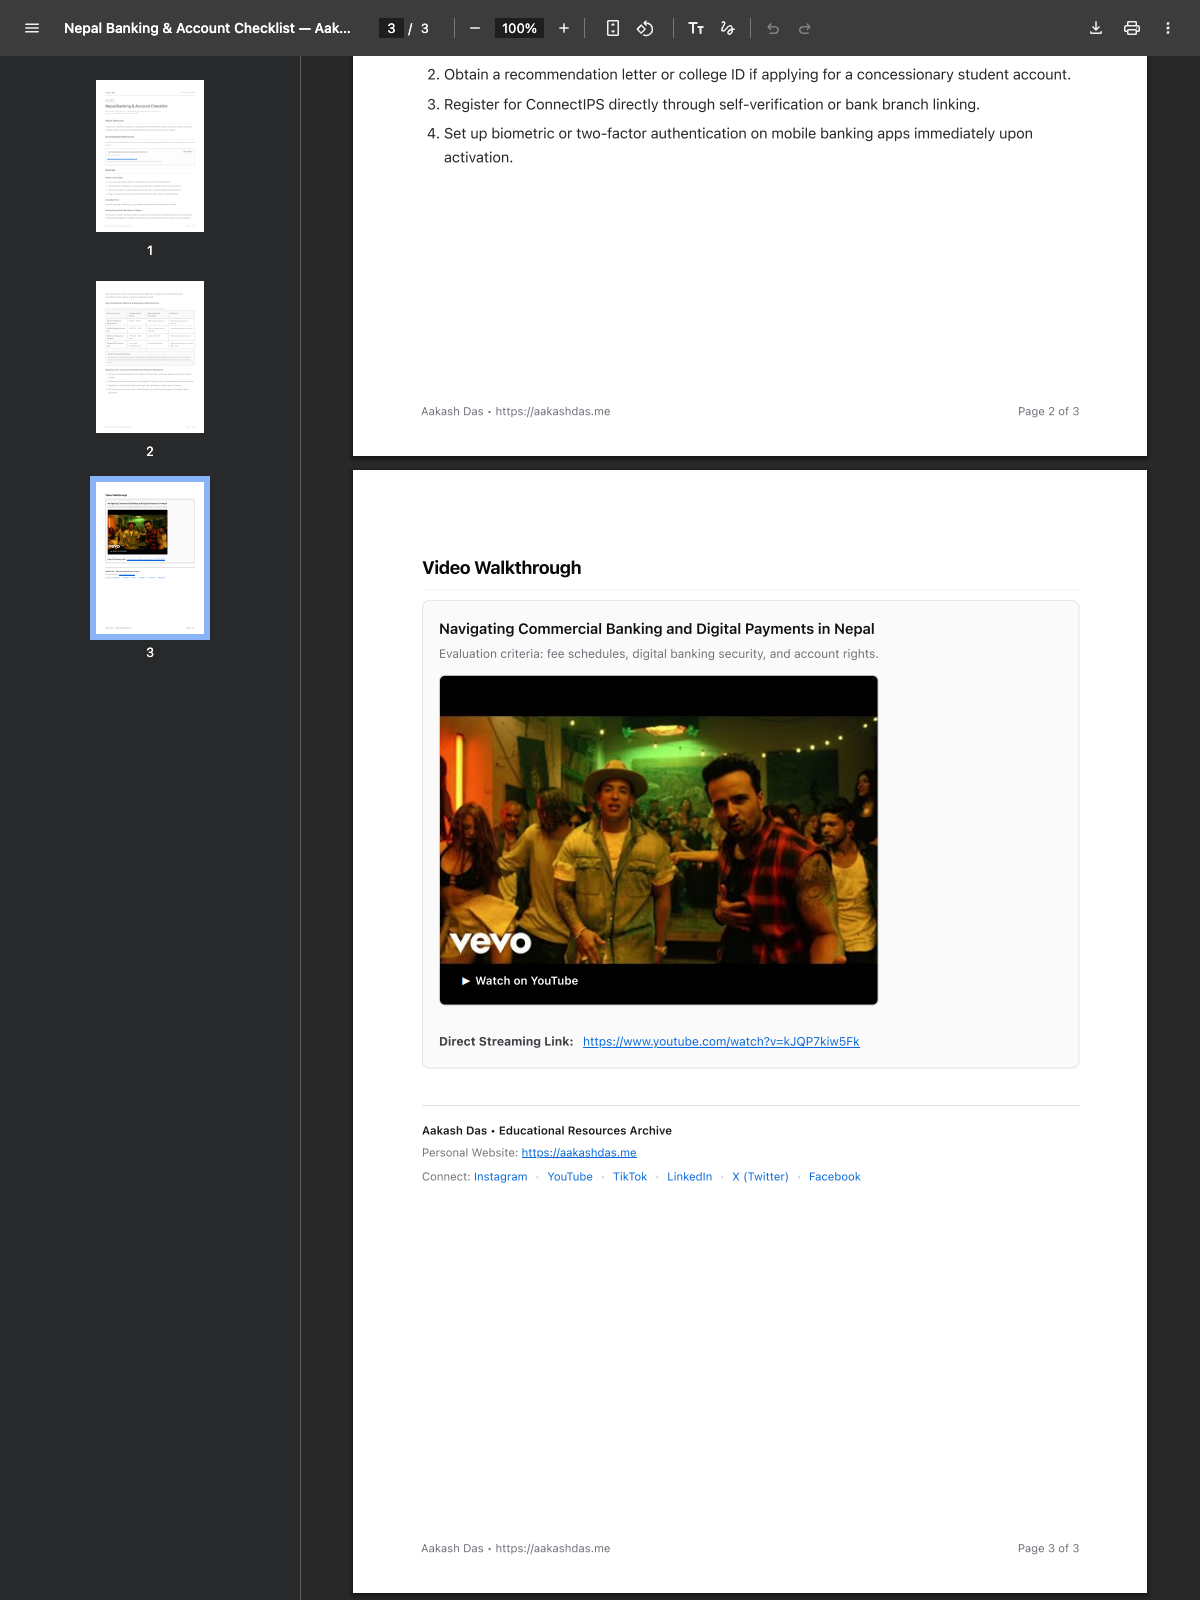 Nepal Banking & Account Checklist — Aak...
3 / 3
100%
1
2
3
2. Obtain a recommendation letter or college ID if applying for a concessionary student account.
3. Register for ConnectIPS directly through self-verification or bank branch linking.
4. Set up biometric or two-factor authentication on mobile banking apps immediately upon
activation.
Aakash Das • https://aakashdas.me
Page 2 of 3
Video Walkthrough
Navigating Commercial Banking and Digital Payments in Nepal
Evaluation criteria: fee schedules, digital banking security, and account rights.
vevo
▶ Watch on YouTube
Direct Streaming Link: https://www.youtube.com/watch?v=kJQP7kiw5Fk
Aakash Das • Educational Resources Archive
Personal Website: https://aakashdas.me
Connect: Instagram · YouTube · TikTok · LinkedIn · X (Twitter) · Facebook
Aakash Das • https://aakashdas.me
Page 3 of 3